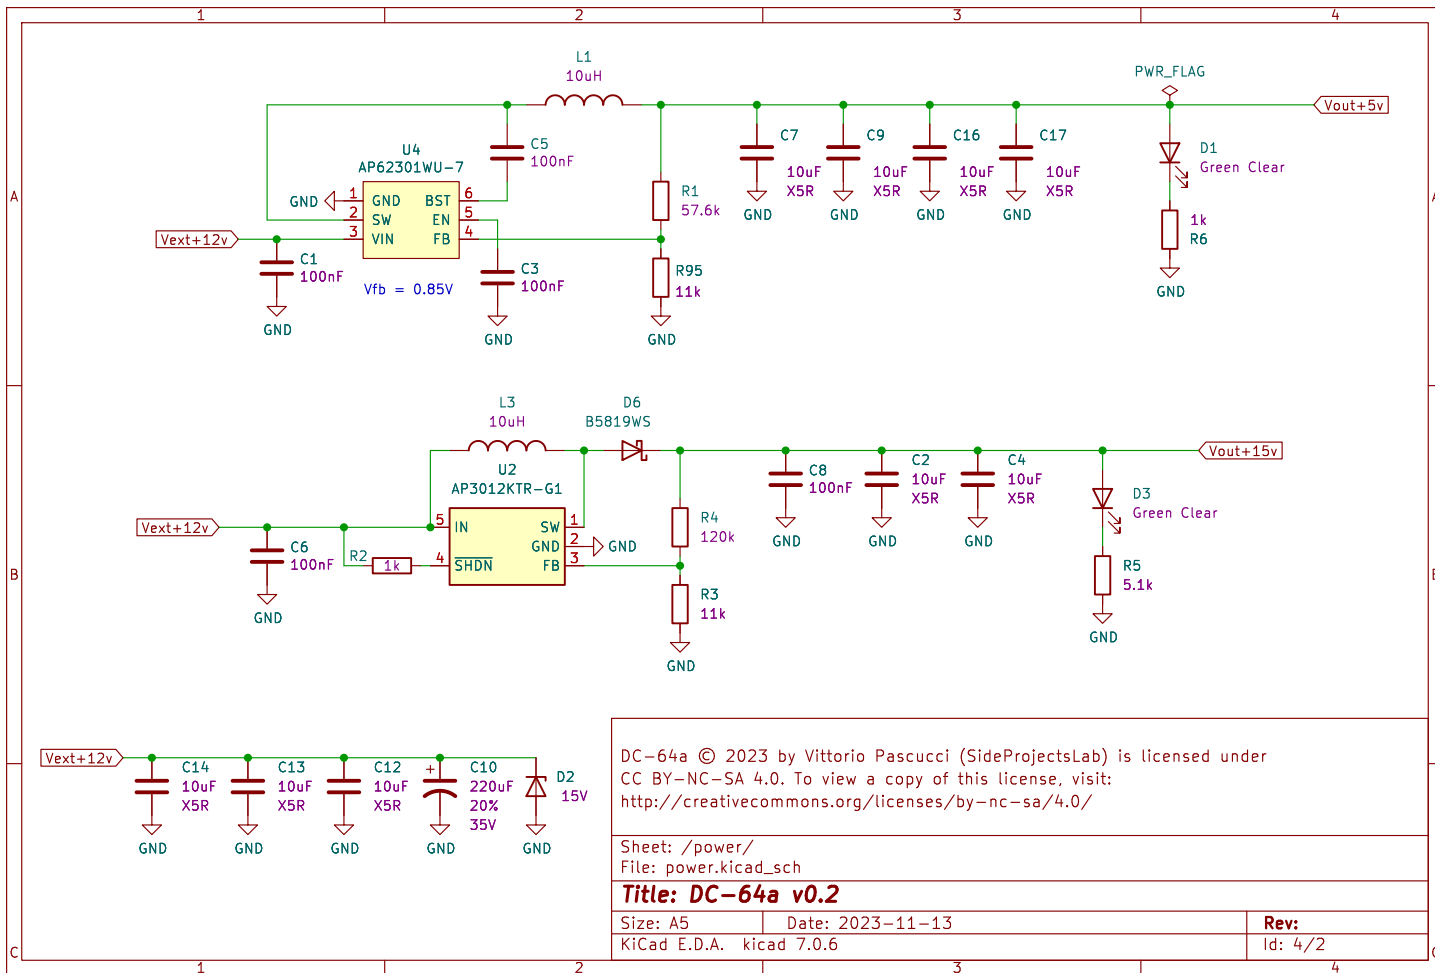 1 2 3 4
L1
10uH
PWR_FLAG
Vout+5v
C5
100nF
C7
10uF
X5R
GND
C9
10uF
X5R
GND
C16
10uF
X5R
GND
C17
10uF
X5R
GND
D1
Green Clear
1k
R6
GND
U4
AP62301WU-7
1 GND BST 6
2 SW EN 5
3 VIN FB 4
GND
Vext+12v
C1
100nF
GND
Vfb = 0.85V
C3
100nF
GND
R1
57.6k
R95
11k
GND
A A
L3
10uH
D6
B5819WS
Vout+15v
U2
AP3012KTR-G1
5 IN SW 1
GND 2 GND
4 SHDN FB 3
Vext+12v
C6
100nF
GND
R2
1k
R4
120k
R3
11k
GND
C8
100nF
GND
C2
10uF
X5R
GND
C4
10uF
X5R
GND
D3
Green Clear
R5
5.1k
GND
B
Vext+12v
C14
10uF
X5R
GND
C13
10uF
X5R
GND
C12
10uF
X5R
GND
+
C10
220uF
20%
35V
GND
D2
15V
GND
DC-64a © 2023 by Vittorio Pascucci (SideProjectsLab) is licensed under
CC BY-NC-SA 4.0. To view a copy of this license, visit:
http://creativecommons.org/licenses/by-nc-sa/4.0/
Sheet: /power/
File: power.kicad_sch
Title: DC-64a v0.2
Size: A5 Date: 2023-11-13 Rev:
KiCad E.D.A. kicad 7.0.6 Id: 4/2
C
1 2 3 4